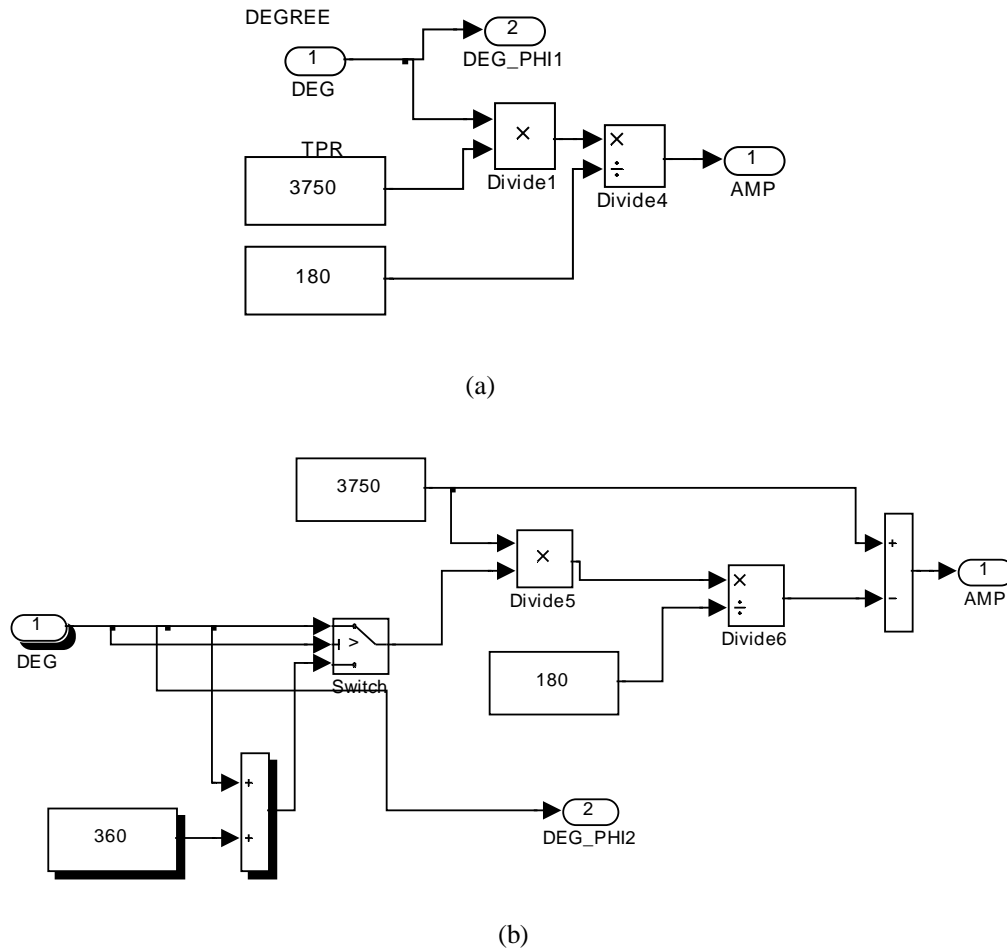 DEGREE
1
DEG
2
DEG_PHI1
TPR
3750
×
Divide1
×
÷
Divide4
1
AMP
180
(a)
3750
×
Divide5
×
÷
Divide6
+
-
1
AMP
1
DEG
>
Switch
180
360
+
+
2
DEG_PHI2
(b)